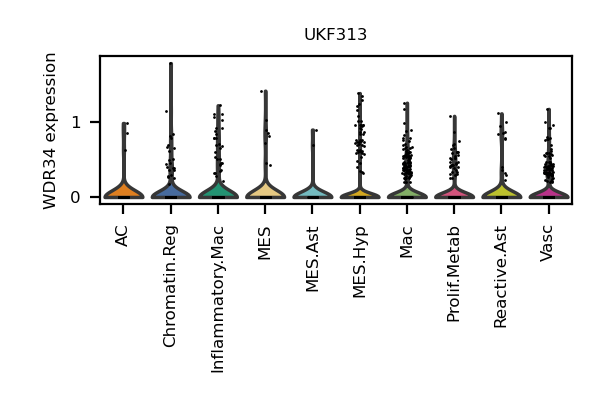 UKF313
WDR34 expression
1
0
AC
Chromatin.Reg
Inflammatory.Mac
MES
MES.Ast
MES.Hyp
Mac
Prolif.Metab
Reactive.Ast
Vasc